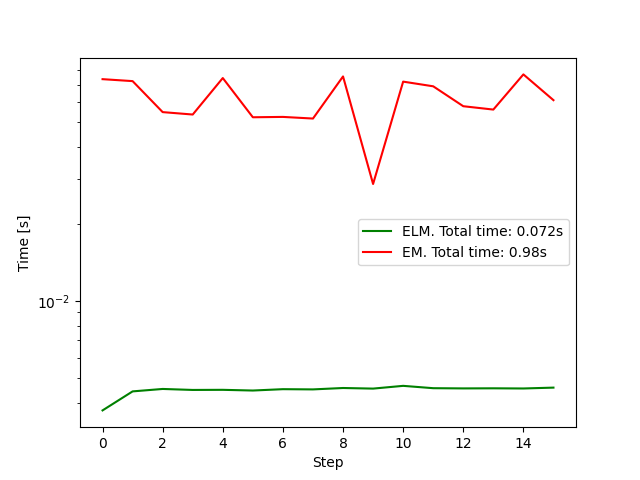 Time [s]
10⁻²
ELM. Total time: 0.072s
EM. Total time: 0.98s
0 2 4 6 8 10 12 14
Step